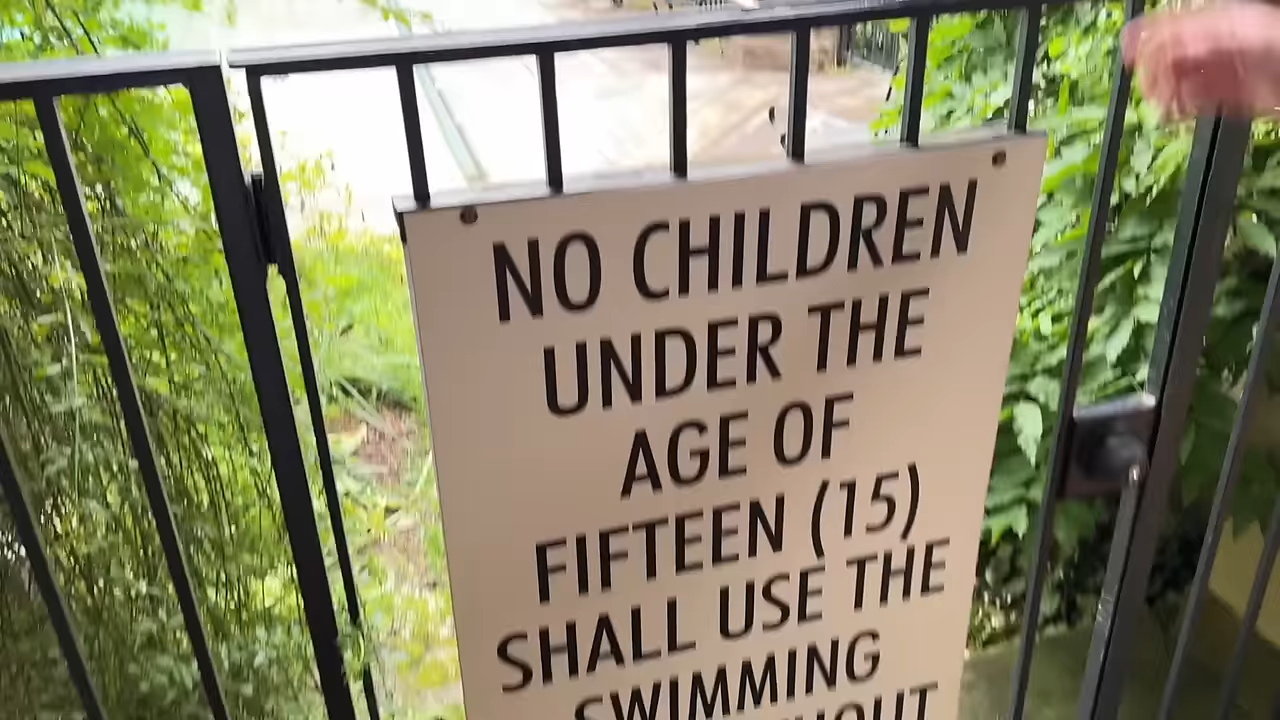 NO CHILDREN
UNDER THE
AGE OF
FIFTEEN (15)
SHALL USE THE
SWIMMING